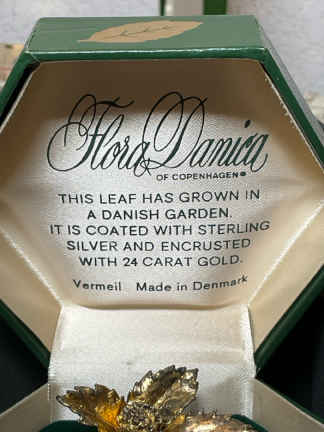 Flora Danica
OF COPENHAGEN®
THIS LEAF HAS GROWN IN
A DANISH GARDEN.
IT IS COATED WITH STERLING
SILVER AND ENCRUSTED
WITH 24 CARAT GOLD.
Vermeil Made in Denmark